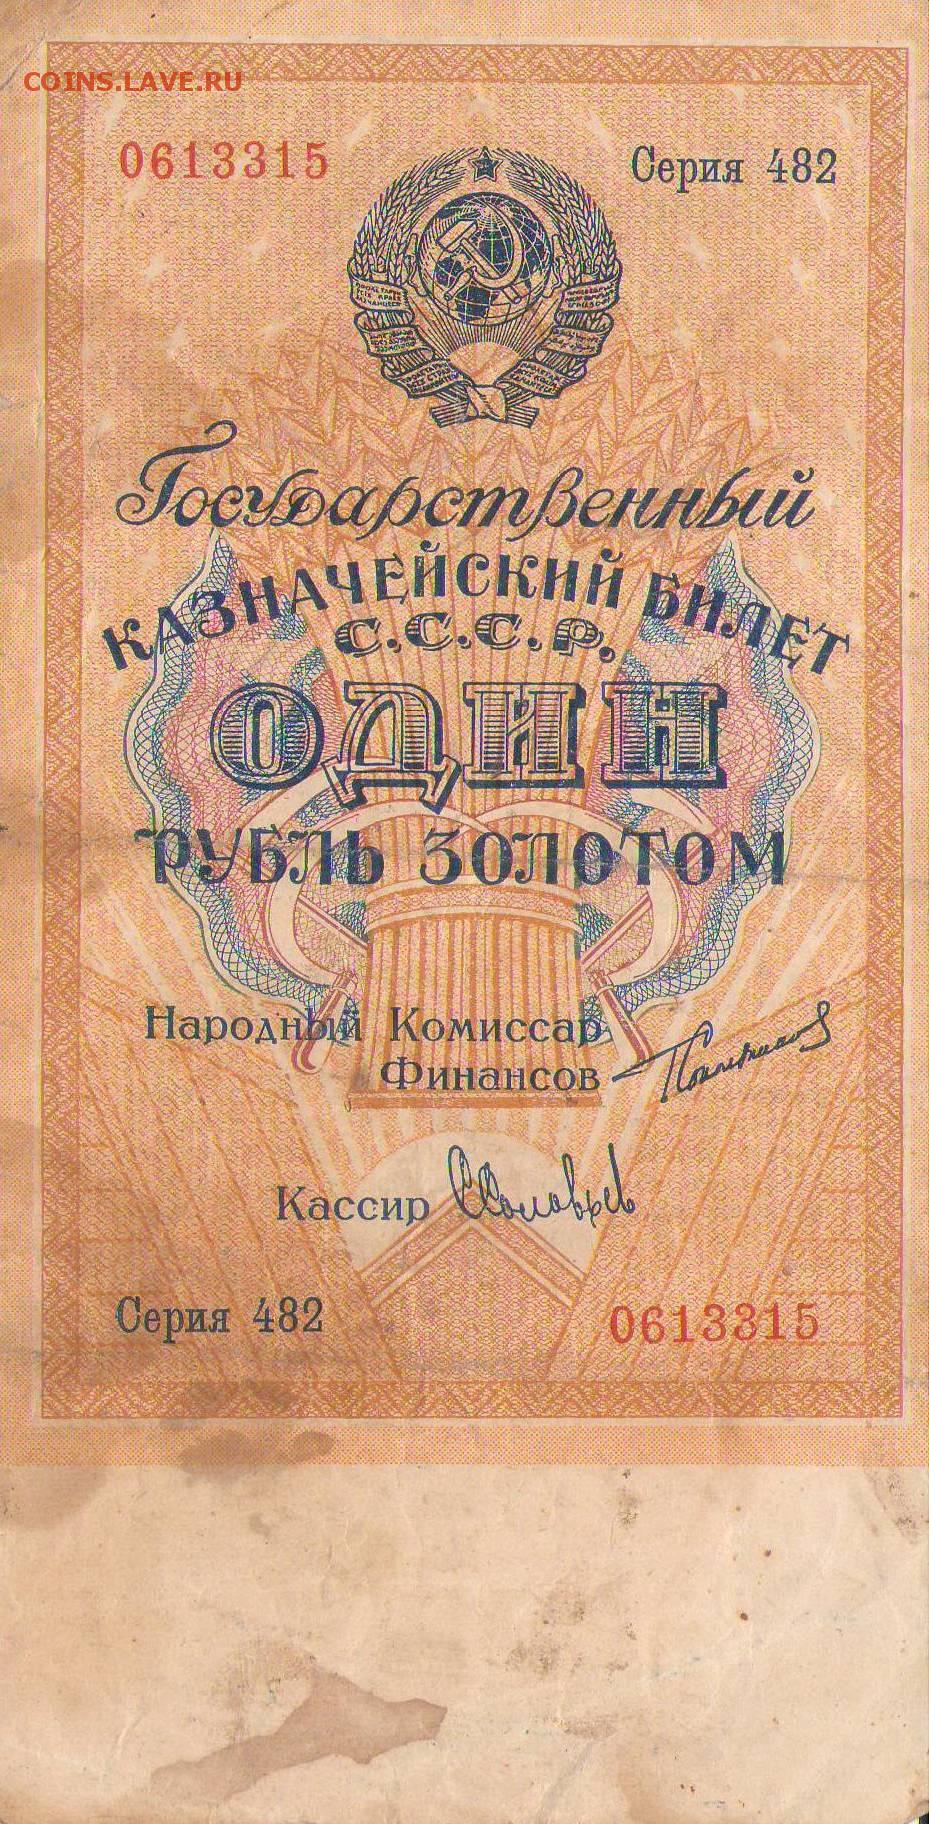 COINS.LAVE.RU
0613315 Серия 482
Государственный
КАЗНАЧЕЙСКИЙ БИЛЕТ
С.С.С.Р.
ОДИН
РУБЛЬ ЗОЛОТОМ
Народный Комиссар
Финансов
Кассир
Серия 482 0613315